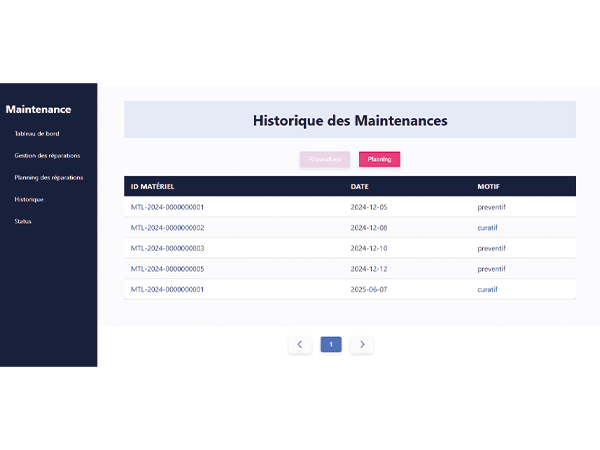 Maintenance
Tableau de bord
Gestion des réparations
Planning des réparations
Historique
Status
Historique des Maintenances
Réparations Planning
ID MATÉRIEL DATE MOTIF
MTL-2024-0000000001 2024-12-05 preventif
MTL-2024-0000000002 2024-12-08 curatif
MTL-2024-0000000003 2024-12-10 preventif
MTL-2024-0000000005 2024-12-12 preventif
MTL-2024-0000000001 2025-06-07 curatif
1